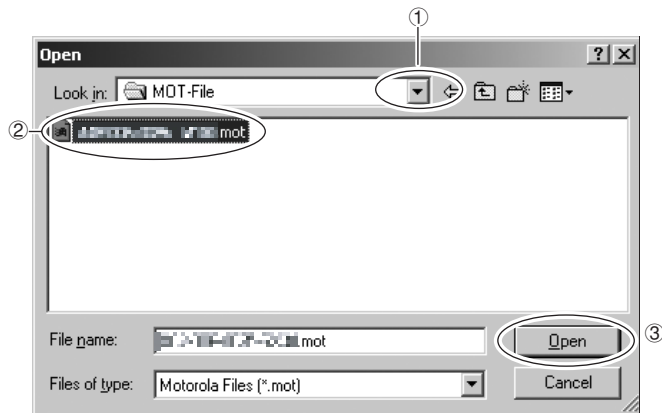 ①
Open
Look in: MOT-File
②
.mot
File name: .mot
Open
③
Files of type: Motorola Files (*.mot)
Cancel